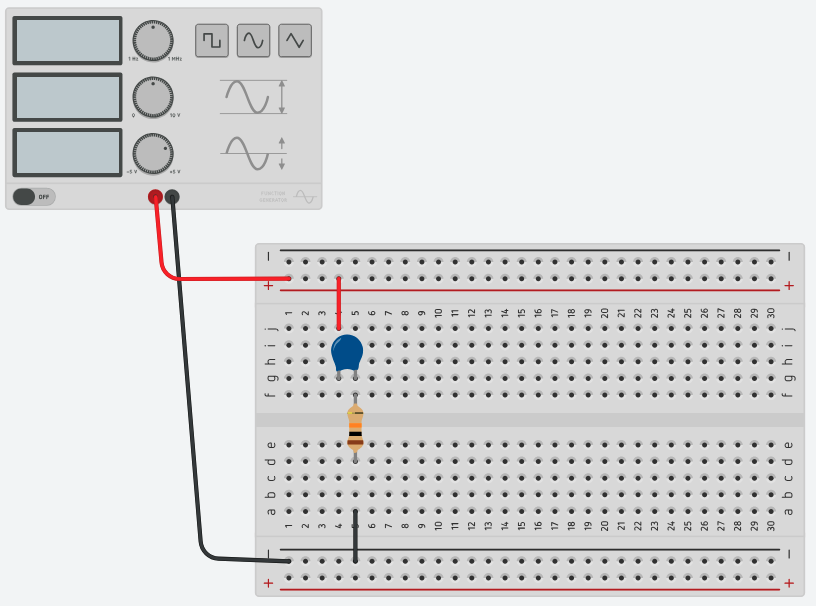 1 Hz 1 MHz
0 10 V
-5 V +5 V
OFF
FUNCTION
GENERATOR
− −
+ +
1 2 3 4 5 6 7 8 9 10 11 12 13 14 15 16 17 18 19 20 21 22 23 24 25 26 27 28 29 30
j j
i i
h h
g g
f f
e e
d d
c c
b b
a a
1 2 3 4 5 6 7 8 9 10 11 12 13 14 15 16 17 18 19 20 21 22 23 24 25 26 27 28 29 30
− −
+ +